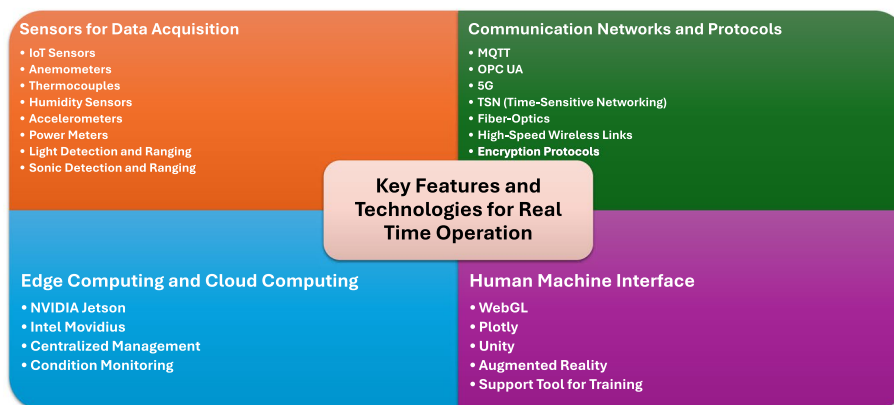 Sensors for Data Acquisition
• IoT Sensors
• Anemometers
• Thermocouples
• Humidity Sensors
• Accelerometers
• Power Meters
• Light Detection and Ranging
• Sonic Detection and Ranging
Communication Networks and Protocols
• MQTT
• OPC UA
• 5G
• TSN (Time-Sensitive Networking)
• Fiber-Optics
• High-Speed Wireless Links
• Encryption Protocols
Key Features and
Technologies for Real
Time Operation
Edge Computing and Cloud Computing
• NVIDIA Jetson
• Intel Movidius
• Centralized Management
• Condition Monitoring
Human Machine Interface
• WebGL
• Plotly
• Unity
• Augmented Reality
• Support Tool for Training